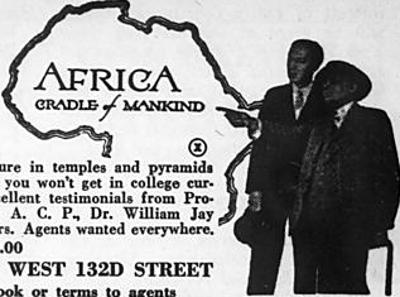 AFRICA
CRADLE of MANKIND
ure in temples and pyramids
you won't get in college cur-
ellent testimonials from Pro-
A. C. P., Dr. William Jay
rs. Agents wanted everywhere.
.00
WEST 132D STREET
ook or terms to agents